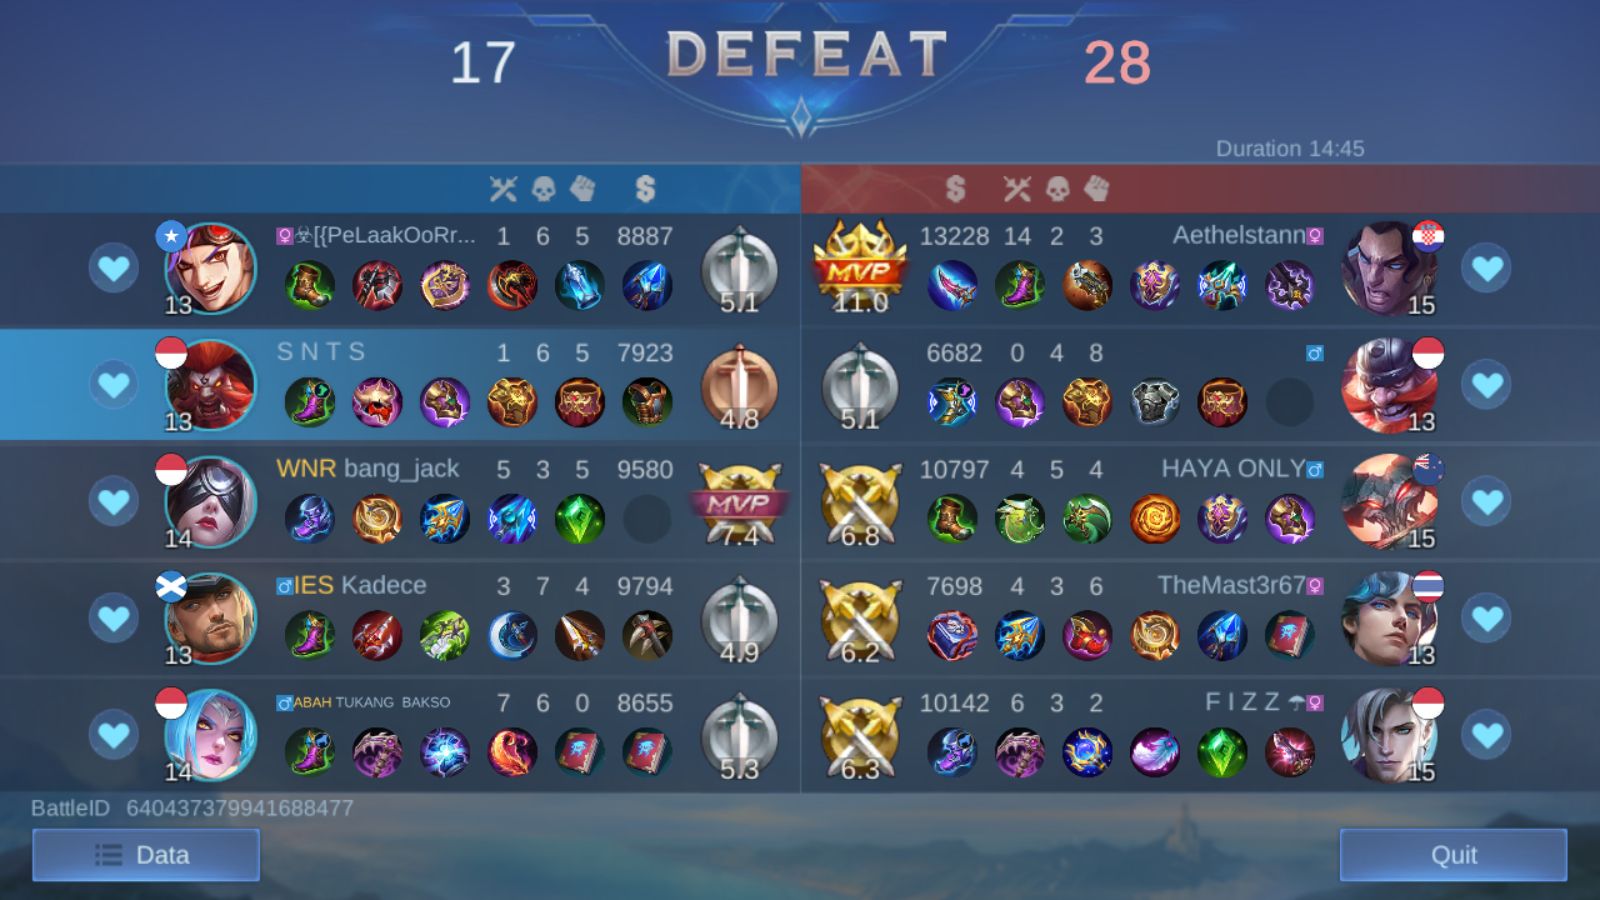 17 DEFEAT 28
Duration 14:45
13 ♀☠[{PeLaakOoRr... 1 6 5 8887 5.1
MVP 11.0 13228 14 2 3 Aethelstann♀ 15
13 S N T S 1 6 5 7923 4.8
5.1 6682 0 4 8 ♂ 13
14 WNR bang_jack 5 3 5 9580 MVP 7.4
6.8 10797 4 5 4 HAYA ONLY♂ 15
13 ♂IES Kadece 3 7 4 9794 4.9
6.2 7698 4 3 6 TheMast3r67♀ 13
14 ♂ABAH TUKANG BAKSO 7 6 0 8655 5.3
6.3 10142 6 3 2 F I Z Z ☂♀ 15
BattleID 640437379941688477
Data
Quit